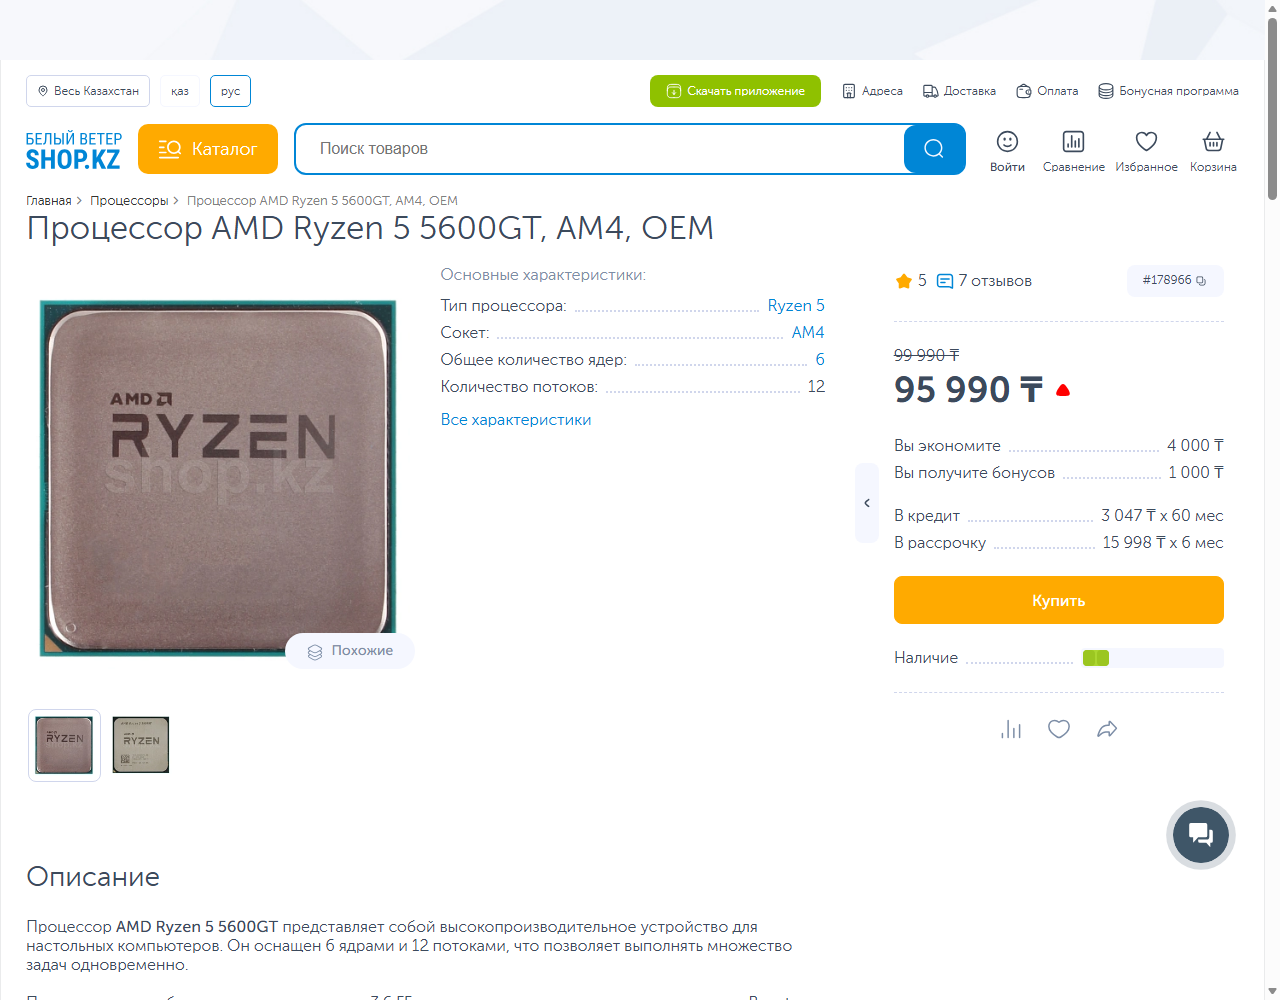 Весь Казахстан
қаз
рус
Скачать приложение
Адреса
Доставка
Оплата
Бонусная программа
БЕЛЫЙ ВЕТЕР
SHOP.KZ
Каталог
Поиск товаров
Войти
Сравнение
Избранное
Корзина
Главная > Процессоры > Процессор AMD Ryzen 5 5600GT, AM4, OEM
Процессор AMD Ryzen 5 5600GT, AM4, OEM
AMD
RYZEN
shop.kz
Похожие
Основные характеристики:
Тип процессора: Ryzen 5
Сокет: AM4
Общее количество ядер: 6
Количество потоков: 12
Все характеристики
5 7 отзывов #178966
99 990 ₸
95 990 ₸
Вы экономите 4 000 ₸
Вы получите бонусов 1 000 ₸
В кредит 3 047 ₸ x 60 мес
В рассрочку 15 998 ₸ x 6 мес
Купить
Наличие
RYZEN
RYZEN
Описание
Процессор AMD Ryzen 5 5600GT представляет собой высокопроизводительное устройство для
настольных компьютеров. Он оснащен 6 ядрами и 12 потоками, что позволяет выполнять множество
задач одновременно.